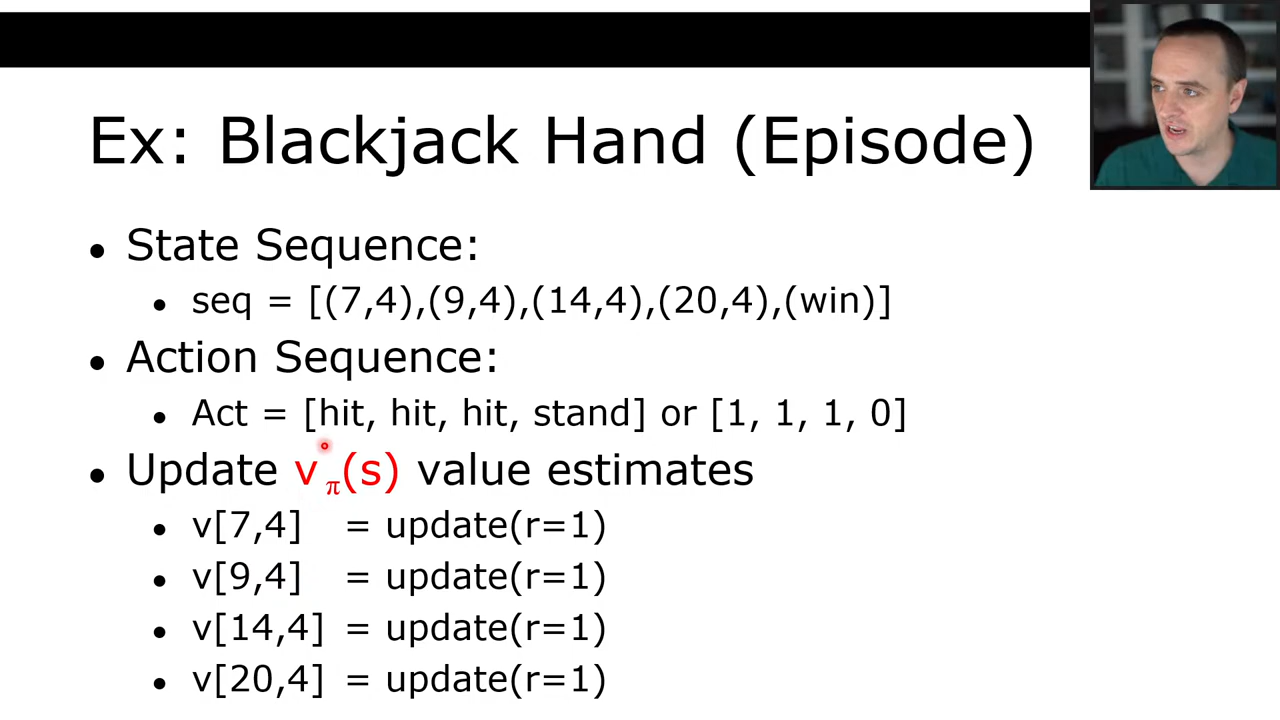 Ex: Blackjack Hand (Episode)
• State Sequence:
• seq = [(7,4),(9,4),(14,4),(20,4),(win)]
• Action Sequence:
• Act = [hit, hit, hit, stand] or [1, 1, 1, 0]
• Update vπ(s) value estimates
• v[7,4] = update(r=1)
• v[9,4] = update(r=1)
• v[14,4] = update(r=1)
• v[20,4] = update(r=1)